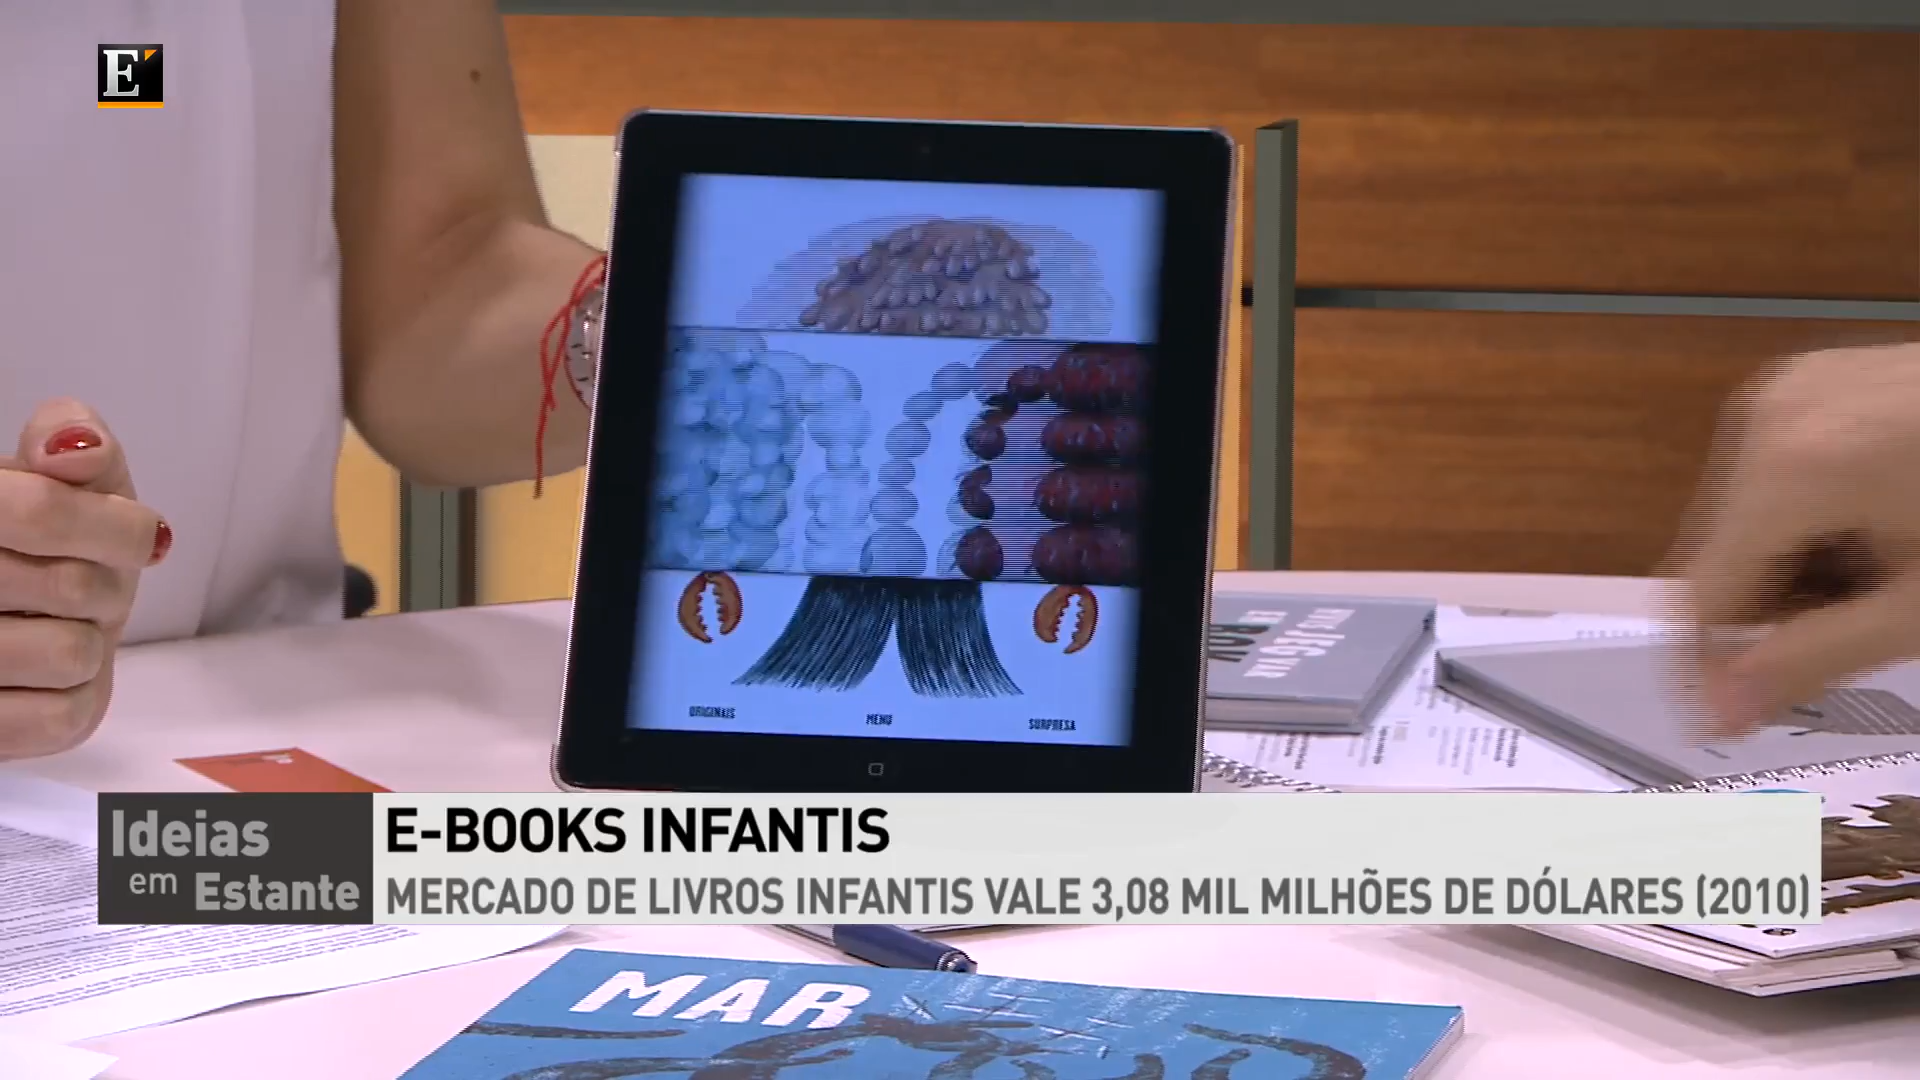 E
ORIGINAIS
MENU
SURPRESA
Ideias
em Estante
E-BOOKS INFANTIS
MERCADO DE LIVROS INFANTIS VALE 3,08 MIL MILHÕES DE DÓLARES (2010)
MAR